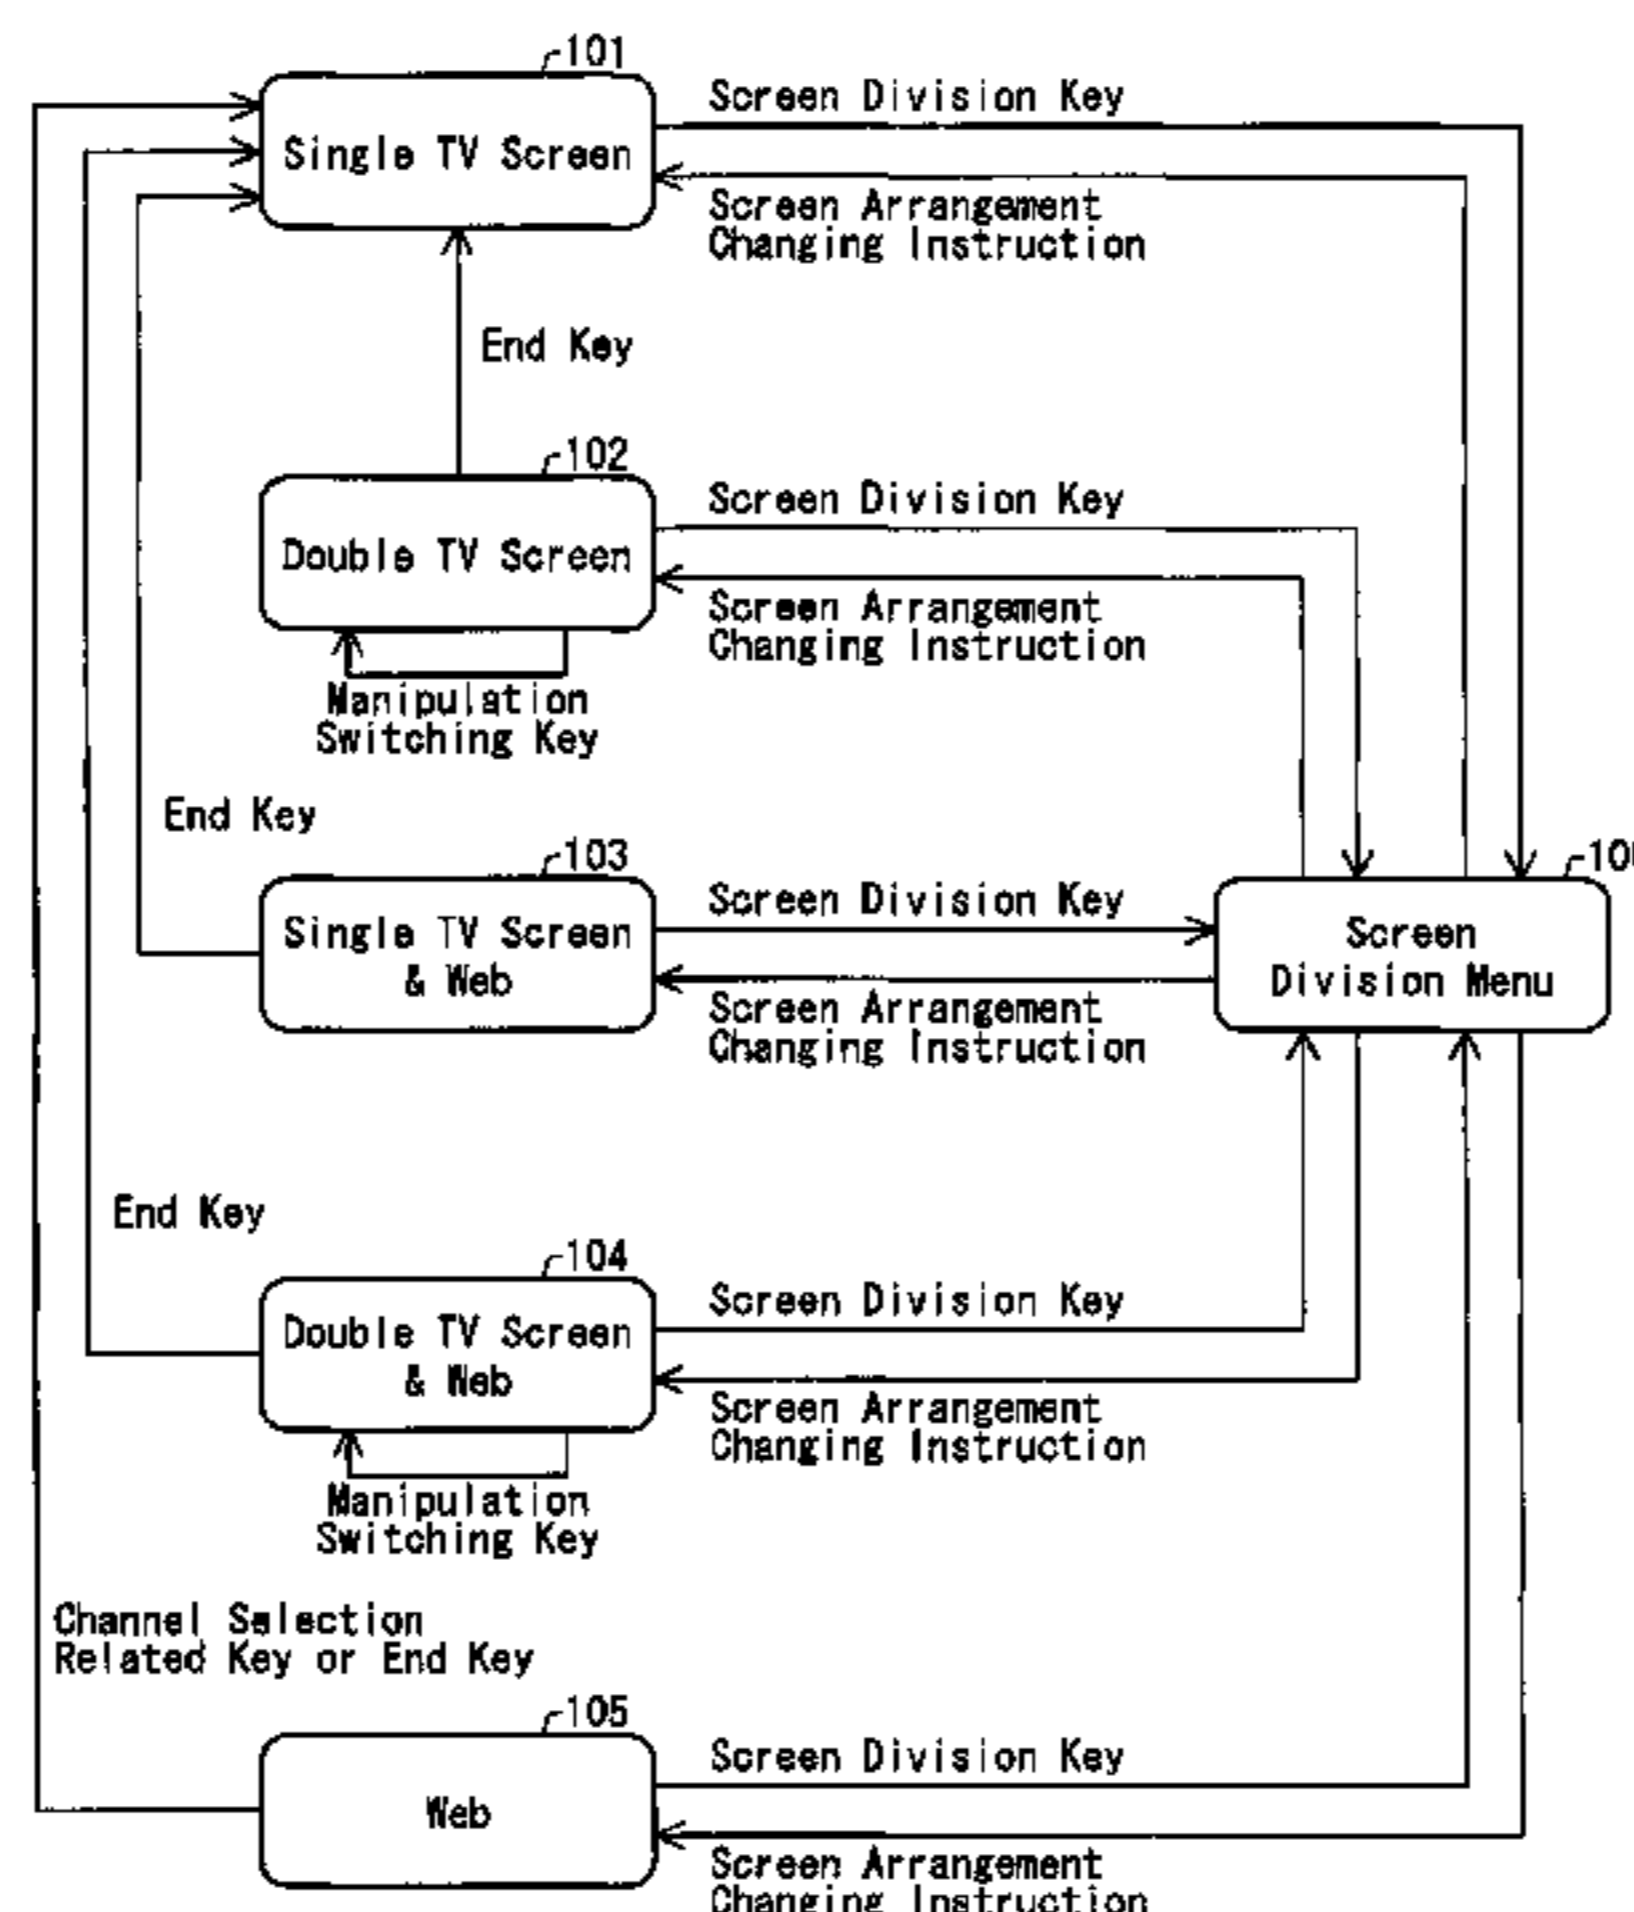 101
Single TV Screen
Screen Division Key
Screen Arrangement
Changing Instruction
End Key
102
Double TV Screen
Screen Division Key
Screen Arrangement
Changing Instruction
Manipulation
Switching Key
End Key
103
Single TV Screen
& Web
Screen Division Key
Screen Arrangement
Changing Instruction
Screen
Division Menu
End Key
104
Double TV Screen
& Web
Screen Division Key
Screen Arrangement
Changing Instruction
Manipulation
Switching Key
Channel Selection
Related Key or End Key
105
Web
Screen Division Key
Screen Arrangement
Changing Instruction